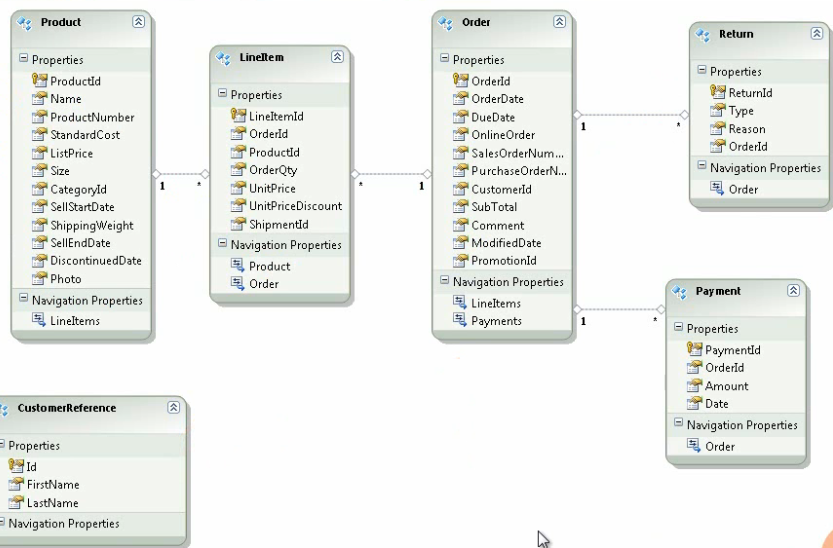 Product
Properties
ProductId
Name
ProductNumber
StandardCost
ListPrice
Size
CategoryId
SellStartDate
ShippingWeight
SellEndDate
DiscontinuedDate
Photo
Navigation Properties
LineItems
1
*
LineItem
Properties
LineItemId
OrderId
ProductId
OrderQty
UnitPrice
UnitPriceDiscount
ShipmentId
Navigation Properties
Product
Order
*
1
Order
Properties
OrderId
OrderDate
DueDate
OnlineOrder
SalesOrderNum...
PurchaseOrderN...
CustomerId
SubTotal
Comment
ModifiedDate
PromotionId
Navigation Properties
LineItems
Payments
1
*
Return
Properties
ReturnId
Type
Reason
OrderId
Navigation Properties
Order
1
*
Payment
Properties
PaymentId
OrderId
Amount
Date
Navigation Properties
Order
CustomerReference
Properties
Id
FirstName
LastName
Navigation Properties